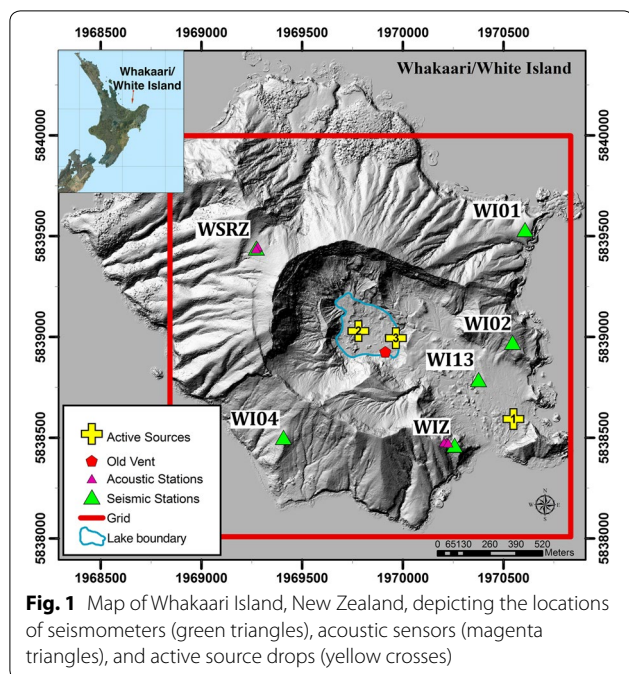 1968500 1969000 1969500 1970000 1970500
Whakaari/
White Island
Whakaari/White Island
5840000 5840000
WI01
WSRZ
5839500 5839500
2
3
WI02
5839000 5839000
WI13
WI04
WIZ
1
5838500 5838500
Active Sources
Old Vent
Acoustic Stations
Seismic Stations
Grid
Lake boundary
N
W E
S
0 65130 260 390 520
Meters
5838000 5838000
1968500 1969000 1969500 1970000 1970500
Fig. 1 Map of Whakaari Island, New Zealand, depicting the locations
of seismometers (green triangles), acoustic sensors (magenta
triangles), and active source drops (yellow crosses)